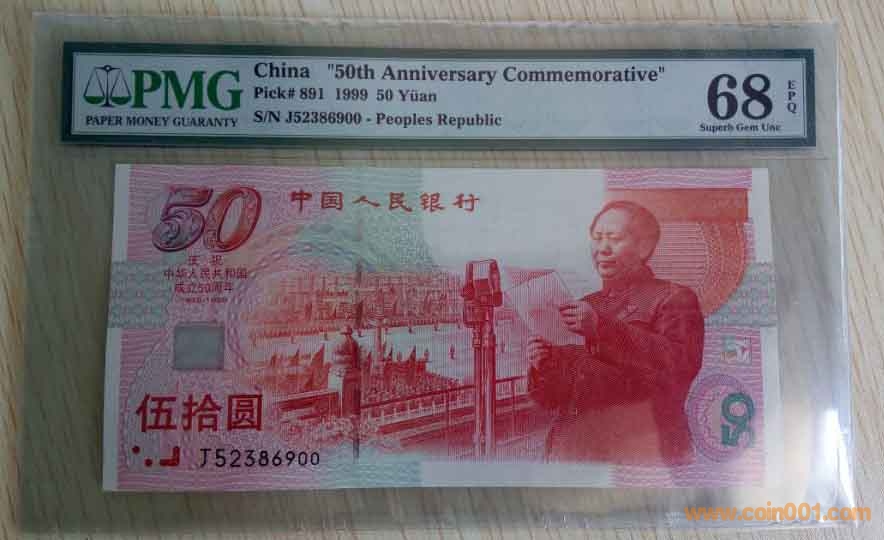 PMG
PAPER MONEY GUARANTY
China "50th Anniversary Commemorative"
Pick# 891 1999 50 Yüan
S/N J52386900 - Peoples Republic
68
EPQ
Superb Gem Unc
50
中国人民银行
庆祝
中华人民共和国
成立50周年
1949-1999
伍拾圆
J52386900
50
www.coin001.com